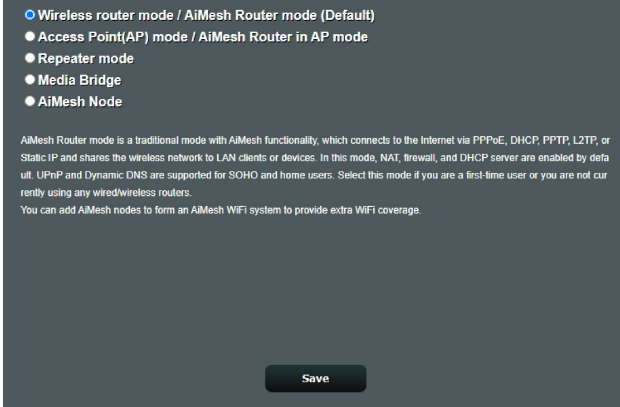 Wireless router mode / AiMesh Router mode (Default)
Access Point(AP) mode / AiMesh Router in AP mode
Repeater mode
Media Bridge
AiMesh Node
AiMesh Router mode is a traditional mode with AiMesh functionality, which connects to the Internet via PPPoE, DHCP, PPTP, L2TP, or
Static IP and shares the wireless network to LAN clients or devices. In this mode, NAT, firewall, and DHCP server are enabled by defa
ult. UPnP and Dynamic DNS are supported for SOHO and home users. Select this mode if you are a first-time user or you are not cur
rently using any wired/wireless routers.
You can add AiMesh nodes to form an AiMesh WiFi system to provide extra WiFi coverage.
Save